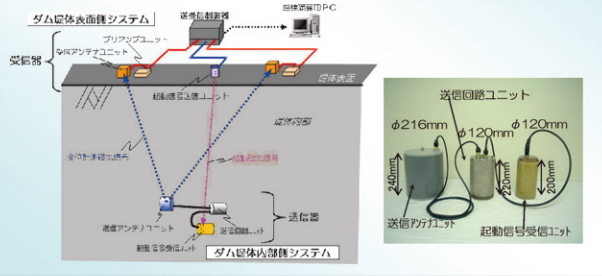 ダム堤体表面側システム
送受信制御器
座標演算用PC
プリアンプユニット
受信器
受信アンテナユニット
堤体表面
起動信号送信ユニット
堤体内部
送信アンテナユニット
送信回路ユニット
送信器
起動信号受信ユニット
ダム堤体内部側システム
送信回路ユニット
φ216mm
φ120mm
φ120mm
240mm
220mm
200mm
送信アンテナユニット
起動信号受信ユニット